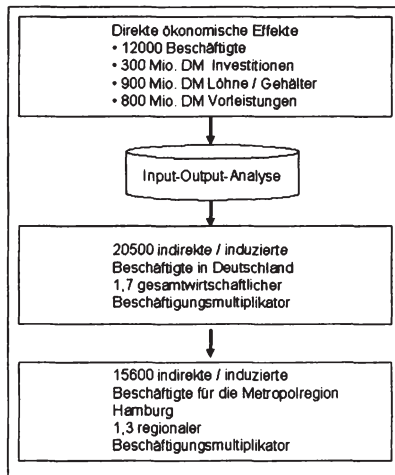 Direkte ökonomische Effekte
• 12000 Beschäftigte
• 300 Mio. DM Investitionen
• 900 Mio. DM Löhne / Gehälter
• 800 Mio. DM Vorleistungen
Input-Output-Analyse
20500 indirekte / induzierte
Beschäftigte in Deutschland
1,7 gesamtwirtschaftlicher
Beschäftigungsmultiplikator
15600 indirekte / induzierte
Beschäftigte für die Metropolregion
Hamburg
1,3 regionaler
Beschäftigungsmultiplikator